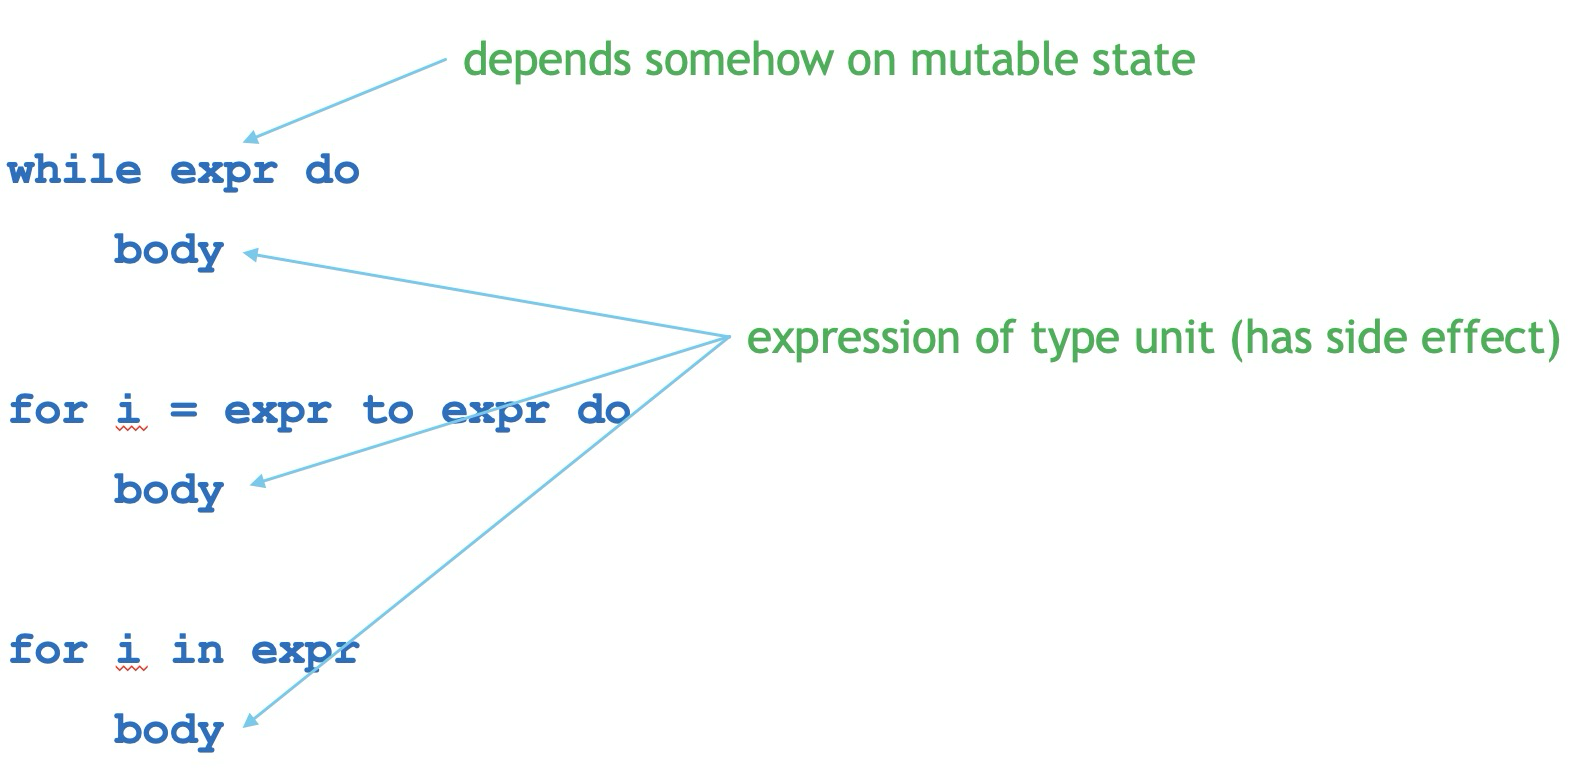 depends somehow on mutable state
while expr do
body
expression of type unit (has side effect)
for i = expr to expr do
body
for i in expr
body